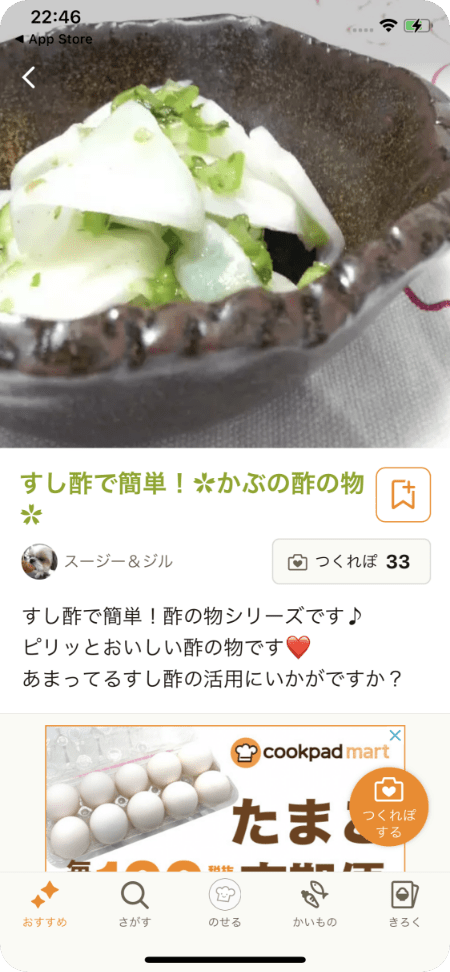 22:46
◀ App Store
すし酢で簡単！✲かぶの酢の物
✲
スージー＆ジル
つくれぽ 33
すし酢で簡単！酢の物シリーズです♪
ピリッとおいしい酢の物です❤️
あまってるすし酢の活用にいかがですか？
cookpad mart
たまご
つくれぽ
する
おすすめ
さがす
のせる
かいもの
きろく